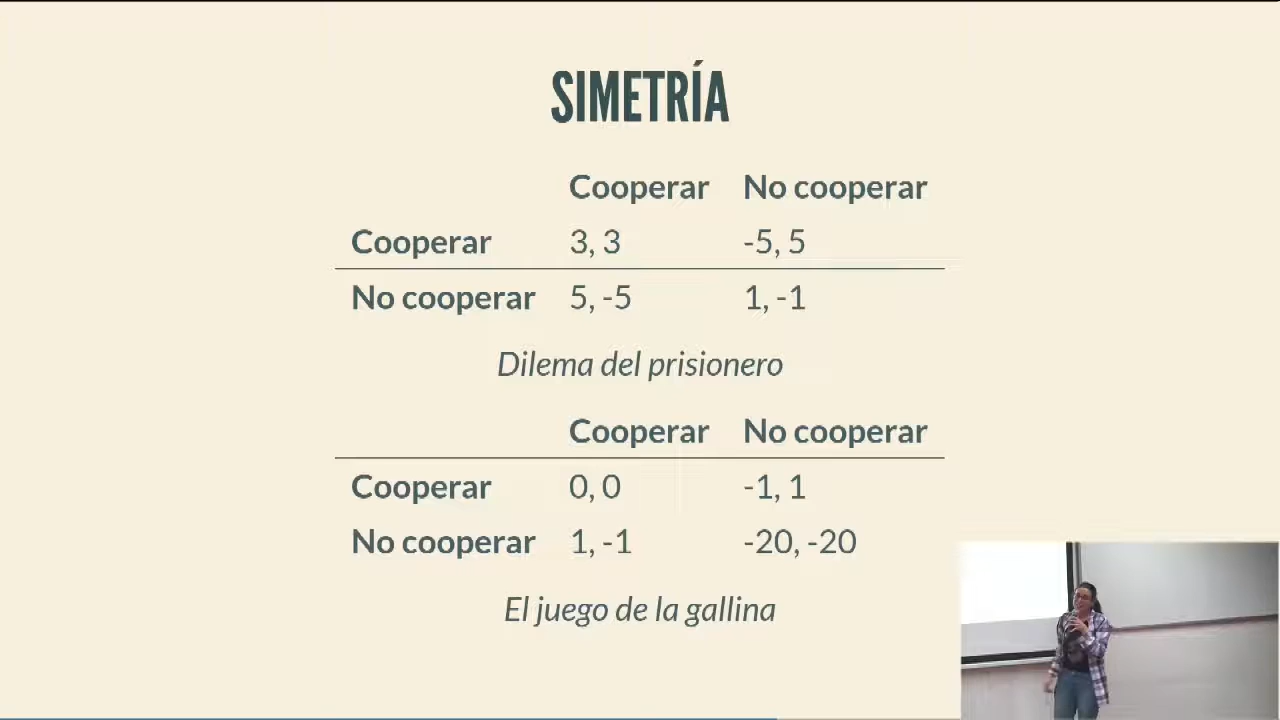 SIMETRÍA
Cooperar No cooperar
Cooperar 3, 3 -5, 5
No cooperar 5, -5 1, -1
Dilema del prisionero
Cooperar No cooperar
Cooperar 0, 0 -1, 1
No cooperar 1, -1 -20, -20
El juego de la gallina